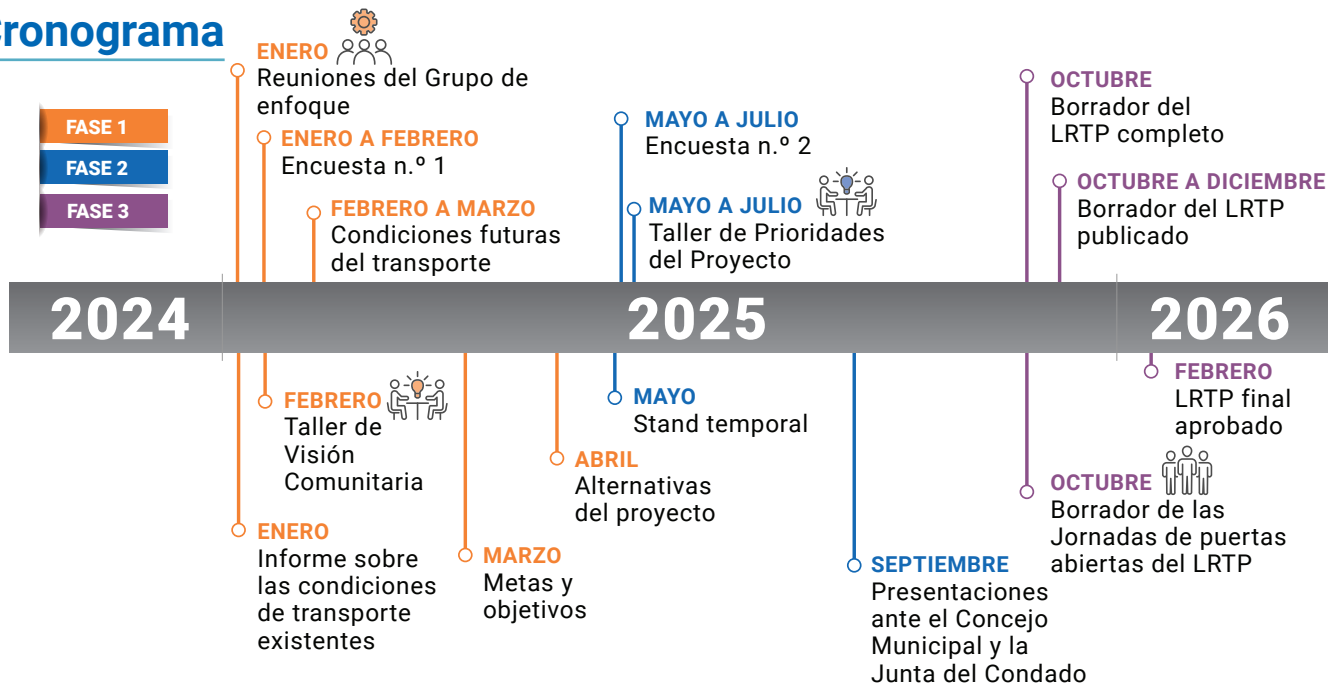 Cronograma
FASE 1
FASE 2
FASE 3
ENERO
Reuniones del Grupo de
enfoque
ENERO A FEBRERO
Encuesta n.º 1
FEBRERO A MARZO
Condiciones futuras
del transporte
MAYO A JULIO
Encuesta n.º 2
MAYO A JULIO
Taller de Prioridades
del Proyecto
OCTUBRE
Borrador del
LRTP completo
OCTUBRE A DICIEMBRE
Borrador del LRTP
publicado
2024
2025
2026
FEBRERO
Taller de
Visión
Comunitaria
ENERO
Informe sobre
las condiciones
de transporte
existentes
MARZO
Metas y
objetivos
ABRIL
Alternativas
del proyecto
MAYO
Stand temporal
SEPTIEMBRE
Presentaciones
ante el Concejo
Municipal y la
Junta del Condado
FEBRERO
LRTP final
aprobado
OCTUBRE
Borrador de las
Jornadas de puertas
abiertas del LRTP